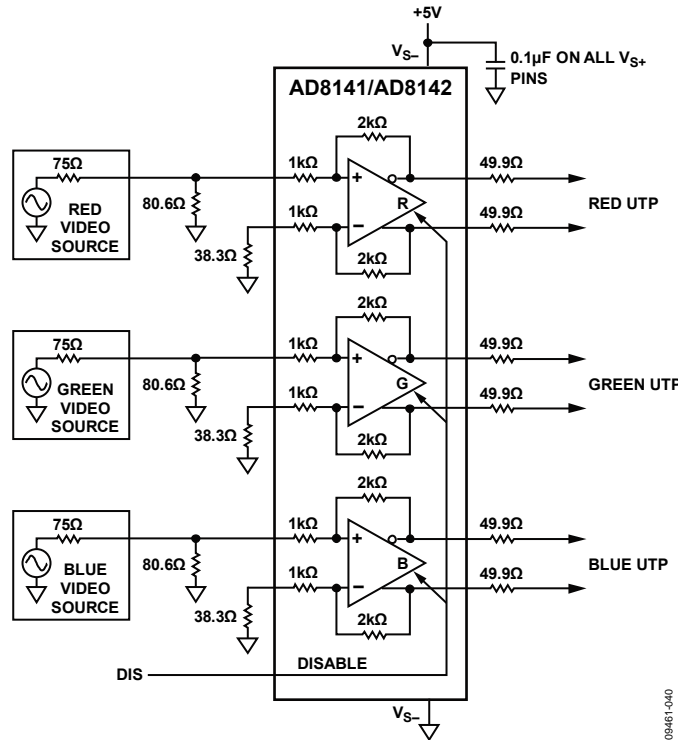 +5V
VS–
0.1µF ON ALL VS+
PINS
AD8141/AD8142
75Ω
RED
VIDEO
SOURCE
80.6Ω
38.3Ω
1kΩ
1kΩ
2kΩ
+
–
R
2kΩ
49.9Ω
49.9Ω
RED UTP
75Ω
GREEN
VIDEO
SOURCE
80.6Ω
38.3Ω
1kΩ
1kΩ
2kΩ
+
–
G
2kΩ
49.9Ω
49.9Ω
GREEN UTP
75Ω
BLUE
VIDEO
SOURCE
80.6Ω
38.3Ω
1kΩ
1kΩ
2kΩ
+
–
B
2kΩ
49.9Ω
49.9Ω
BLUE UTP
DIS
DISABLE
VS–
09461-040